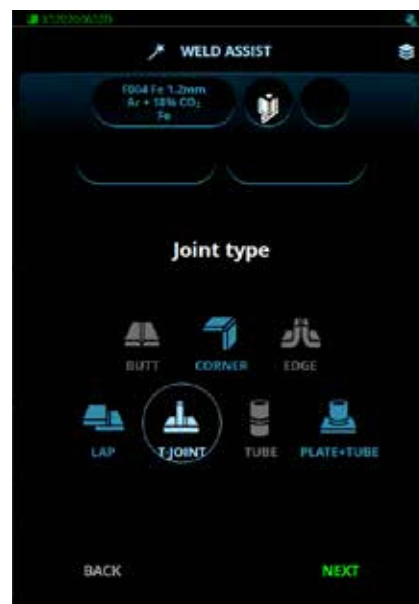 WELD ASSIST
F004 Fe 1.2mm
Ar + 18% CO₂
Fe
Joint type
BUTT CORNER EDGE
LAP T-JOINT TUBE PLATE+TUBE
BACK NEXT